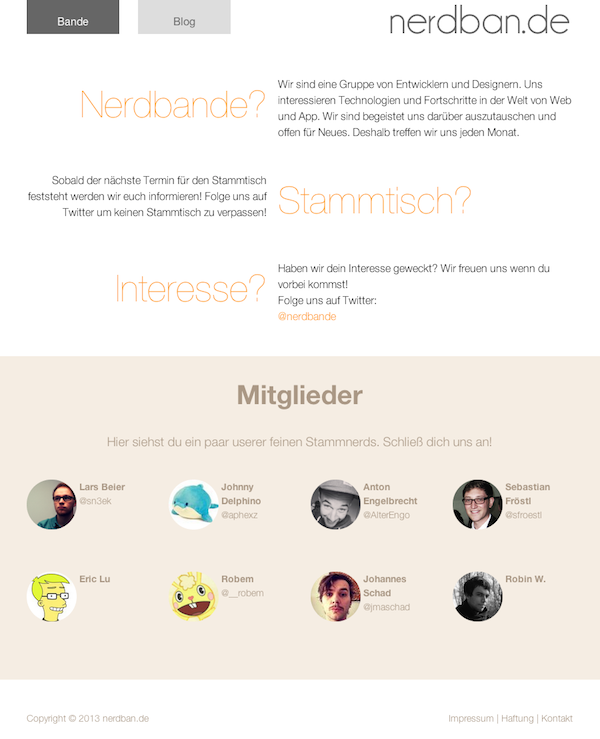 Bande
Blog
nerdban.de
Nerdbande?
Wir sind eine Gruppe von Entwicklern und Designern. Uns
interessieren Technologien und Fortschritte in der Welt von Web
und App. Wir sind begeistet uns darüber auszutauschen und
offen für Neues. Deshalb treffen wir uns jeden Monat.
Sobald der nächste Termin für den Stammtisch
feststeht werden wir euch informieren! Folge uns auf
Twitter um keinen Stammtisch zu verpassen!
Stammtisch?
Interesse?
Haben wir dein Interesse geweckt? Wir freuen uns wenn du
vorbei kommst!
Folge uns auf Twitter:
@nerdbande
Mitglieder
Hier siehst du ein paar userer feinen Stammnerds. Schließ dich uns an!
Lars Beier
@sn3ek
Johnny
Delphino
@aphexz
Anton
Engelbrecht
@AlterEngo
Sebastian
Fröstl
@sfroestl
Eric Lu
Robem
@__robem
Johannes
Schad
@jmaschad
Robin W.
Copyright © 2013 nerdban.de
Impressum | Haftung | Kontakt